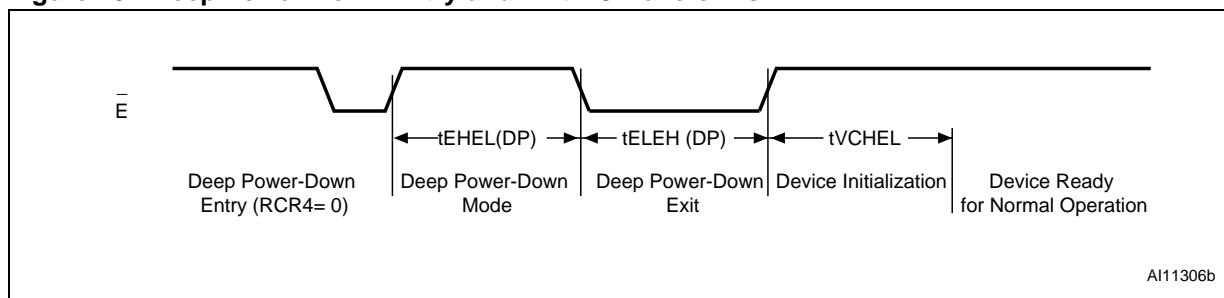 E
tEHEL(DP)
tELEH (DP)
tVCHEL
Deep Power-Down
Entry (RCR4= 0)
Deep Power-Down
Mode
Deep Power-Down
Exit
Device Initialization
Device Ready
for Normal Operation
AI11306b